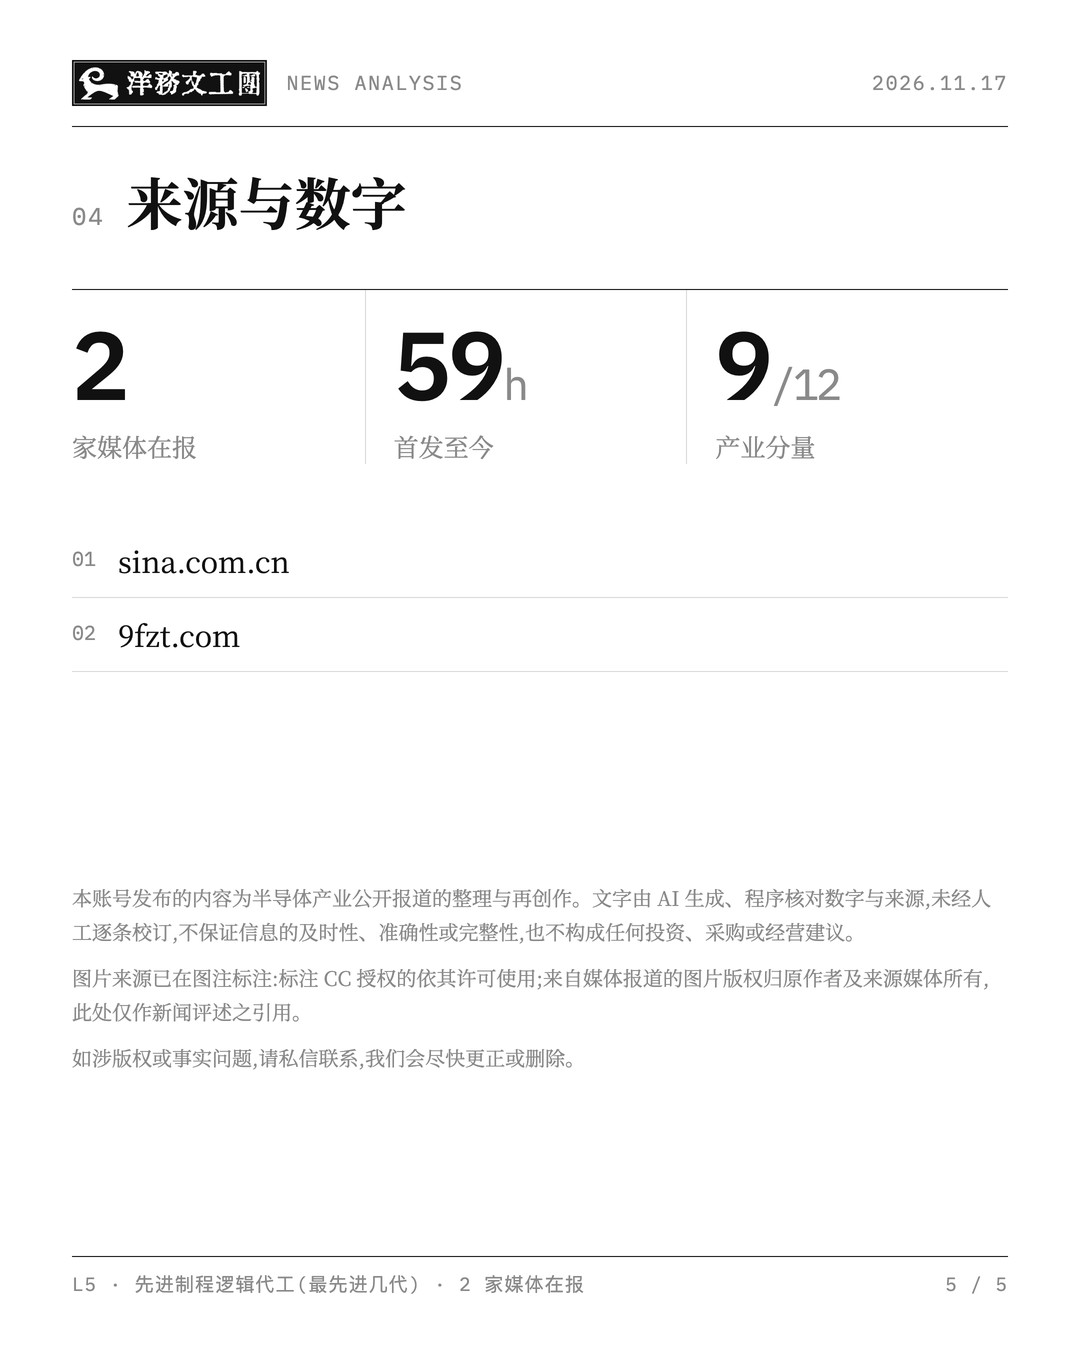 洋務文工團 NEWS ANALYSIS 2026.11.17
04 来源与数字
2 59h 9/12
家媒体在报 首发至今 产业分量
01 sina.com.cn
02 9fzt.com
本账号发布的内容为半导体产业公开报道的整理与再创作。文字由 AI 生成、程序核对数字与来源,未经人
工逐条校订,不保证信息的及时性、准确性或完整性,也不构成任何投资、采购或经营建议。
图片来源已在图注标注:标注 CC 授权的依其许可使用;来自媒体报道的图片版权归原作者及来源媒体所有,
此处仅作新闻评述之引用。
如涉版权或事实问题,请私信联系,我们会尽快更正或删除。
L5 · 先进制程逻辑代工(最先进几代) · 2 家媒体在报 5 / 5